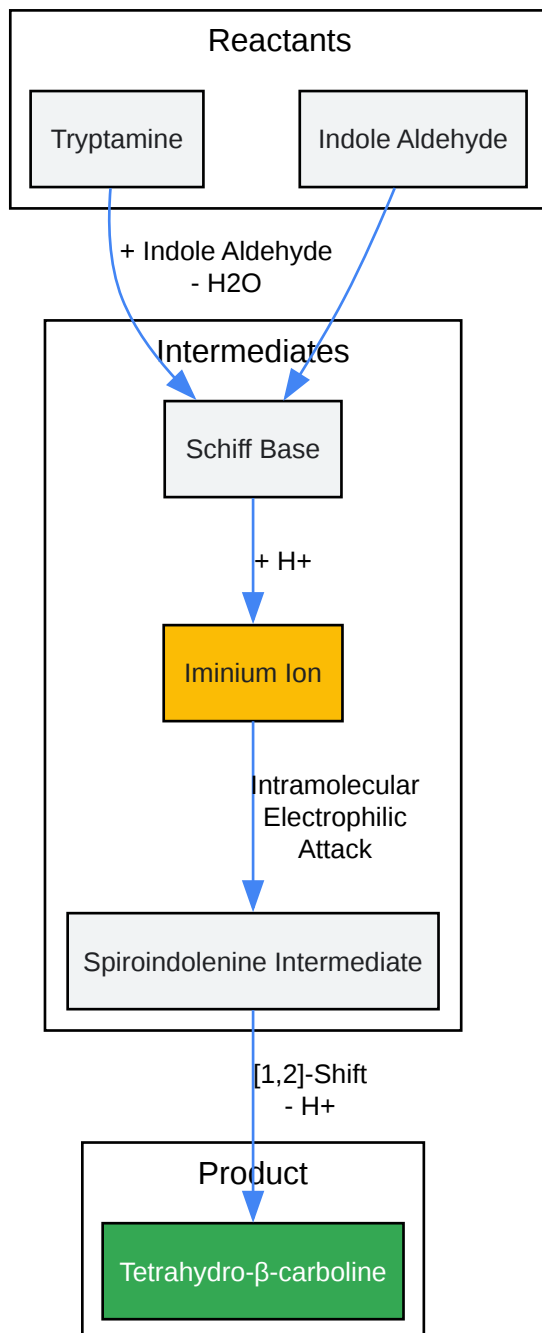 Reactants
Tryptamine
Indole Aldehyde
+ Indole Aldehyde
- H2O
Intermediates
Schiff Base
+ H+
Iminium Ion
Intramolecular
Electrophilic
Attack
Spiroindolenine Intermediate
[1,2]-Shift
- H+
Product
Tetrahydro-β-carboline